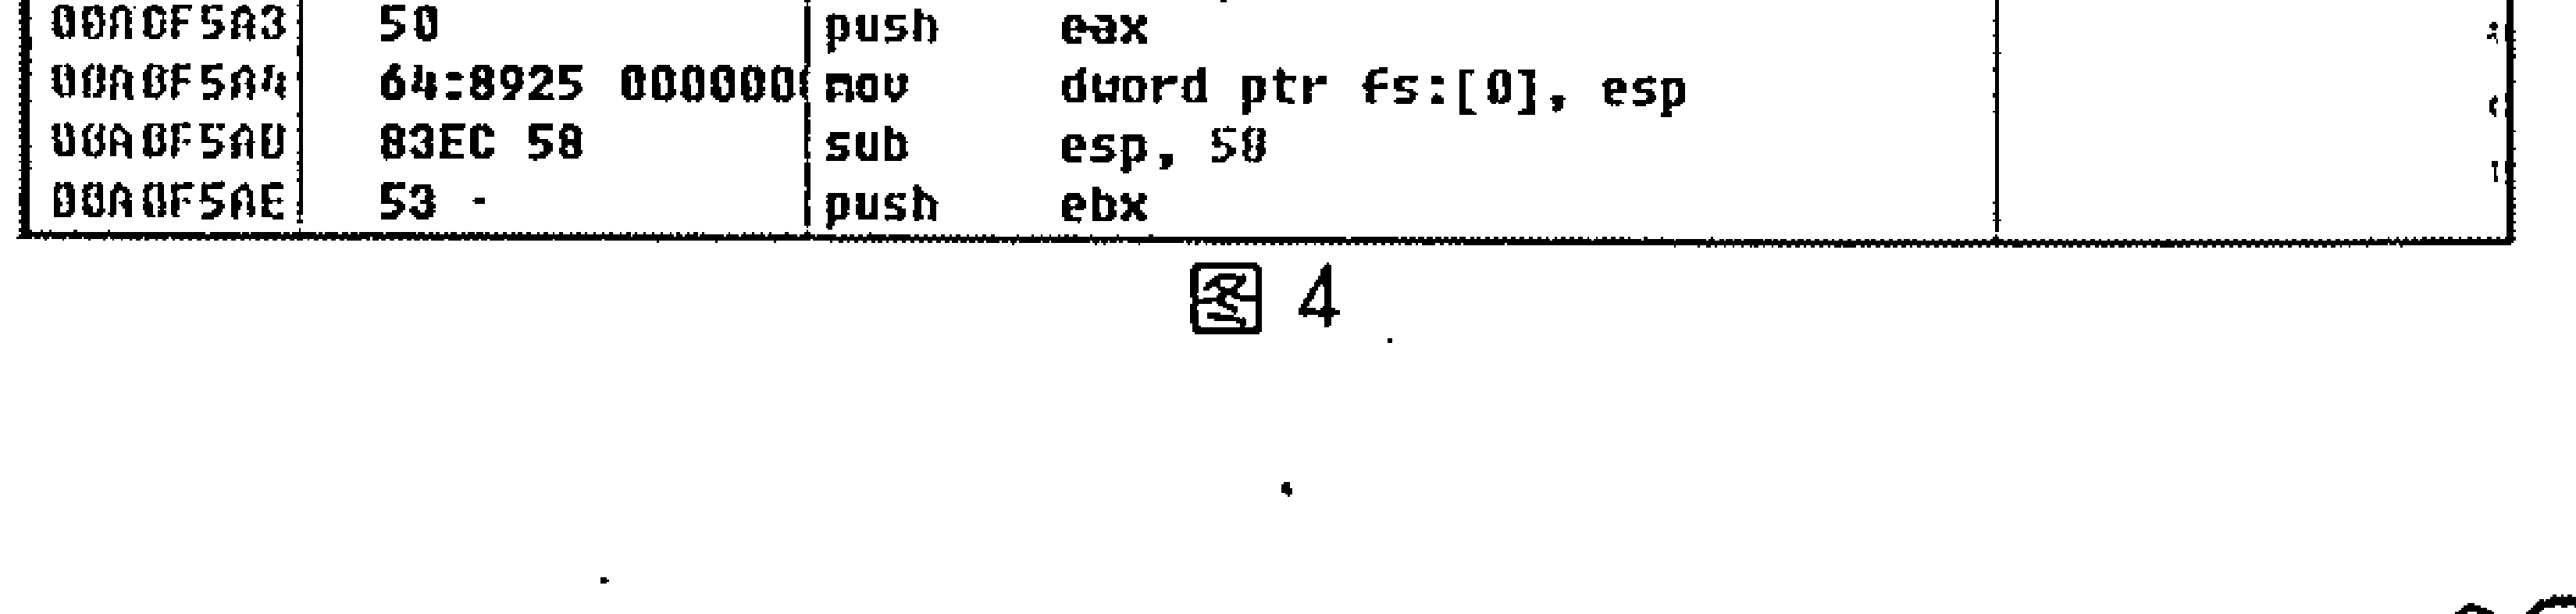 00A0F5A3 50 push eax
00A0F5A4 64:8925 000000 mov dword ptr fs:[0], esp
00A0F5AB 83EC 58 sub esp, 58
00A0F5AE 53 push ebx
图 4